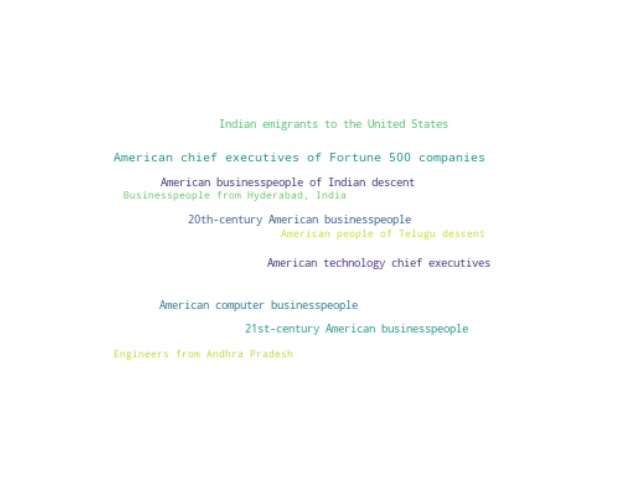 Indian emigrants to the United States
American chief executives of Fortune 500 companies
American businesspeople of Indian descent
Businesspeople from Hyderabad, India
20th-century American businesspeople
American people of Telugu descent
American technology chief executives
American computer businesspeople
21st-century American businesspeople
Engineers from Andhra Pradesh